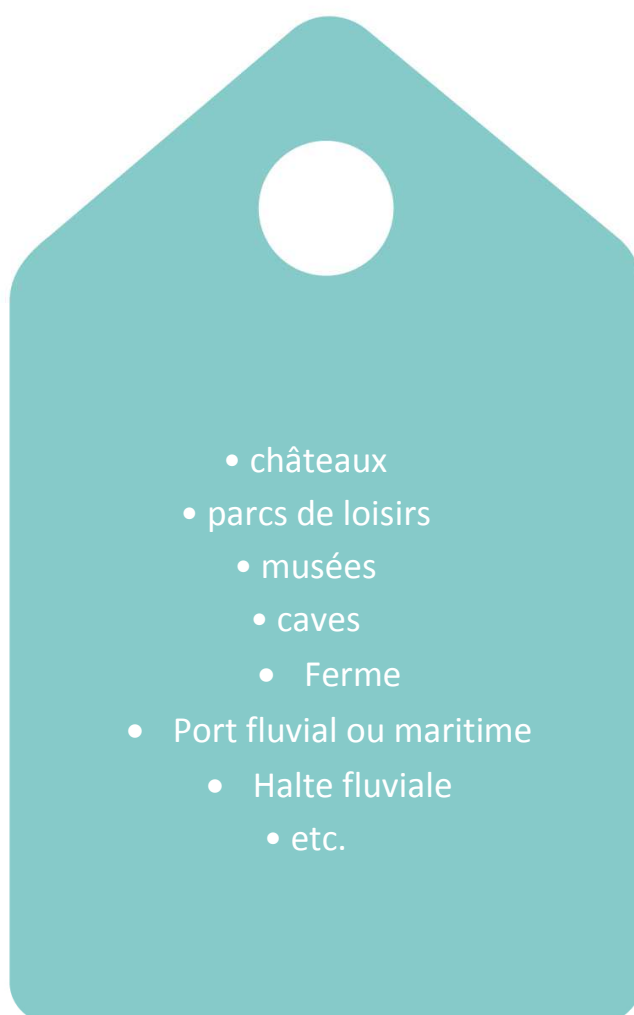 • châteaux
• parcs de loisirs
• musées
• caves
• Ferme
• Port fluvial ou maritime
• Halte fluviale
• etc.